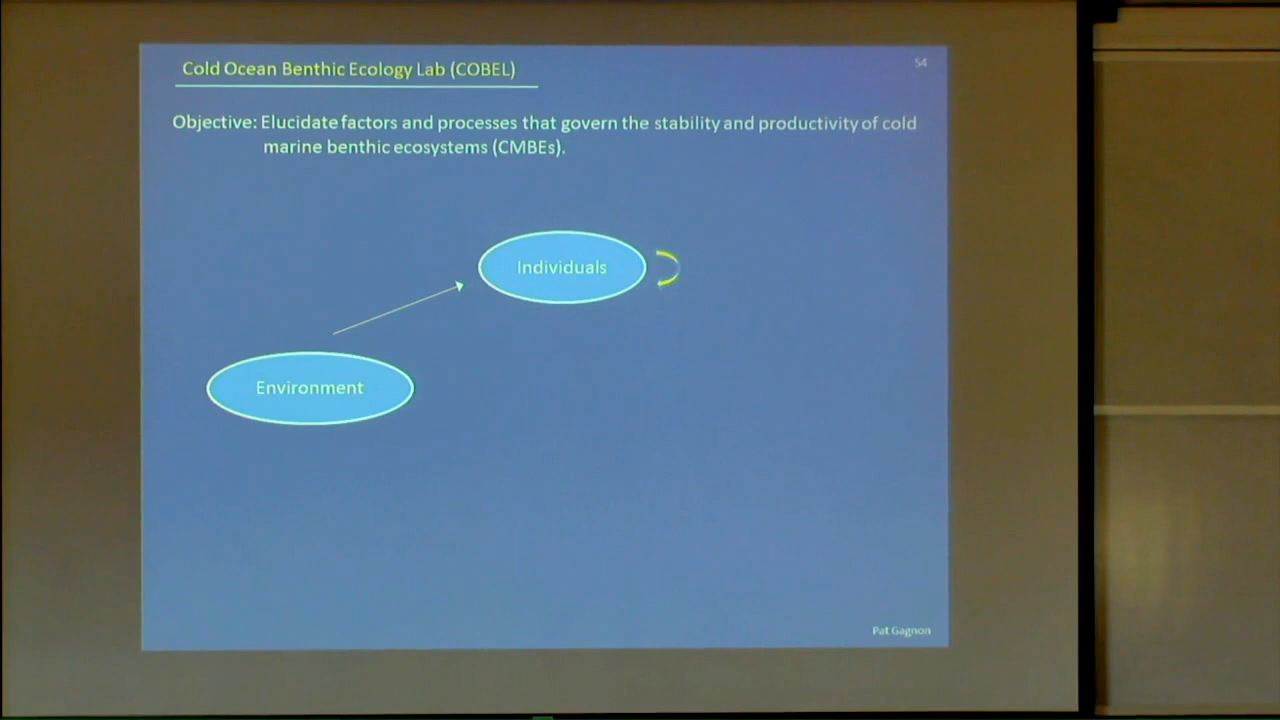 Cold Ocean Benthic Ecology Lab (COBEL)
54
Objective: Elucidate factors and processes that govern the stability and productivity of cold
marine benthic ecosystems (CMBEs).
Individuals
Environment
Pat Gagnon